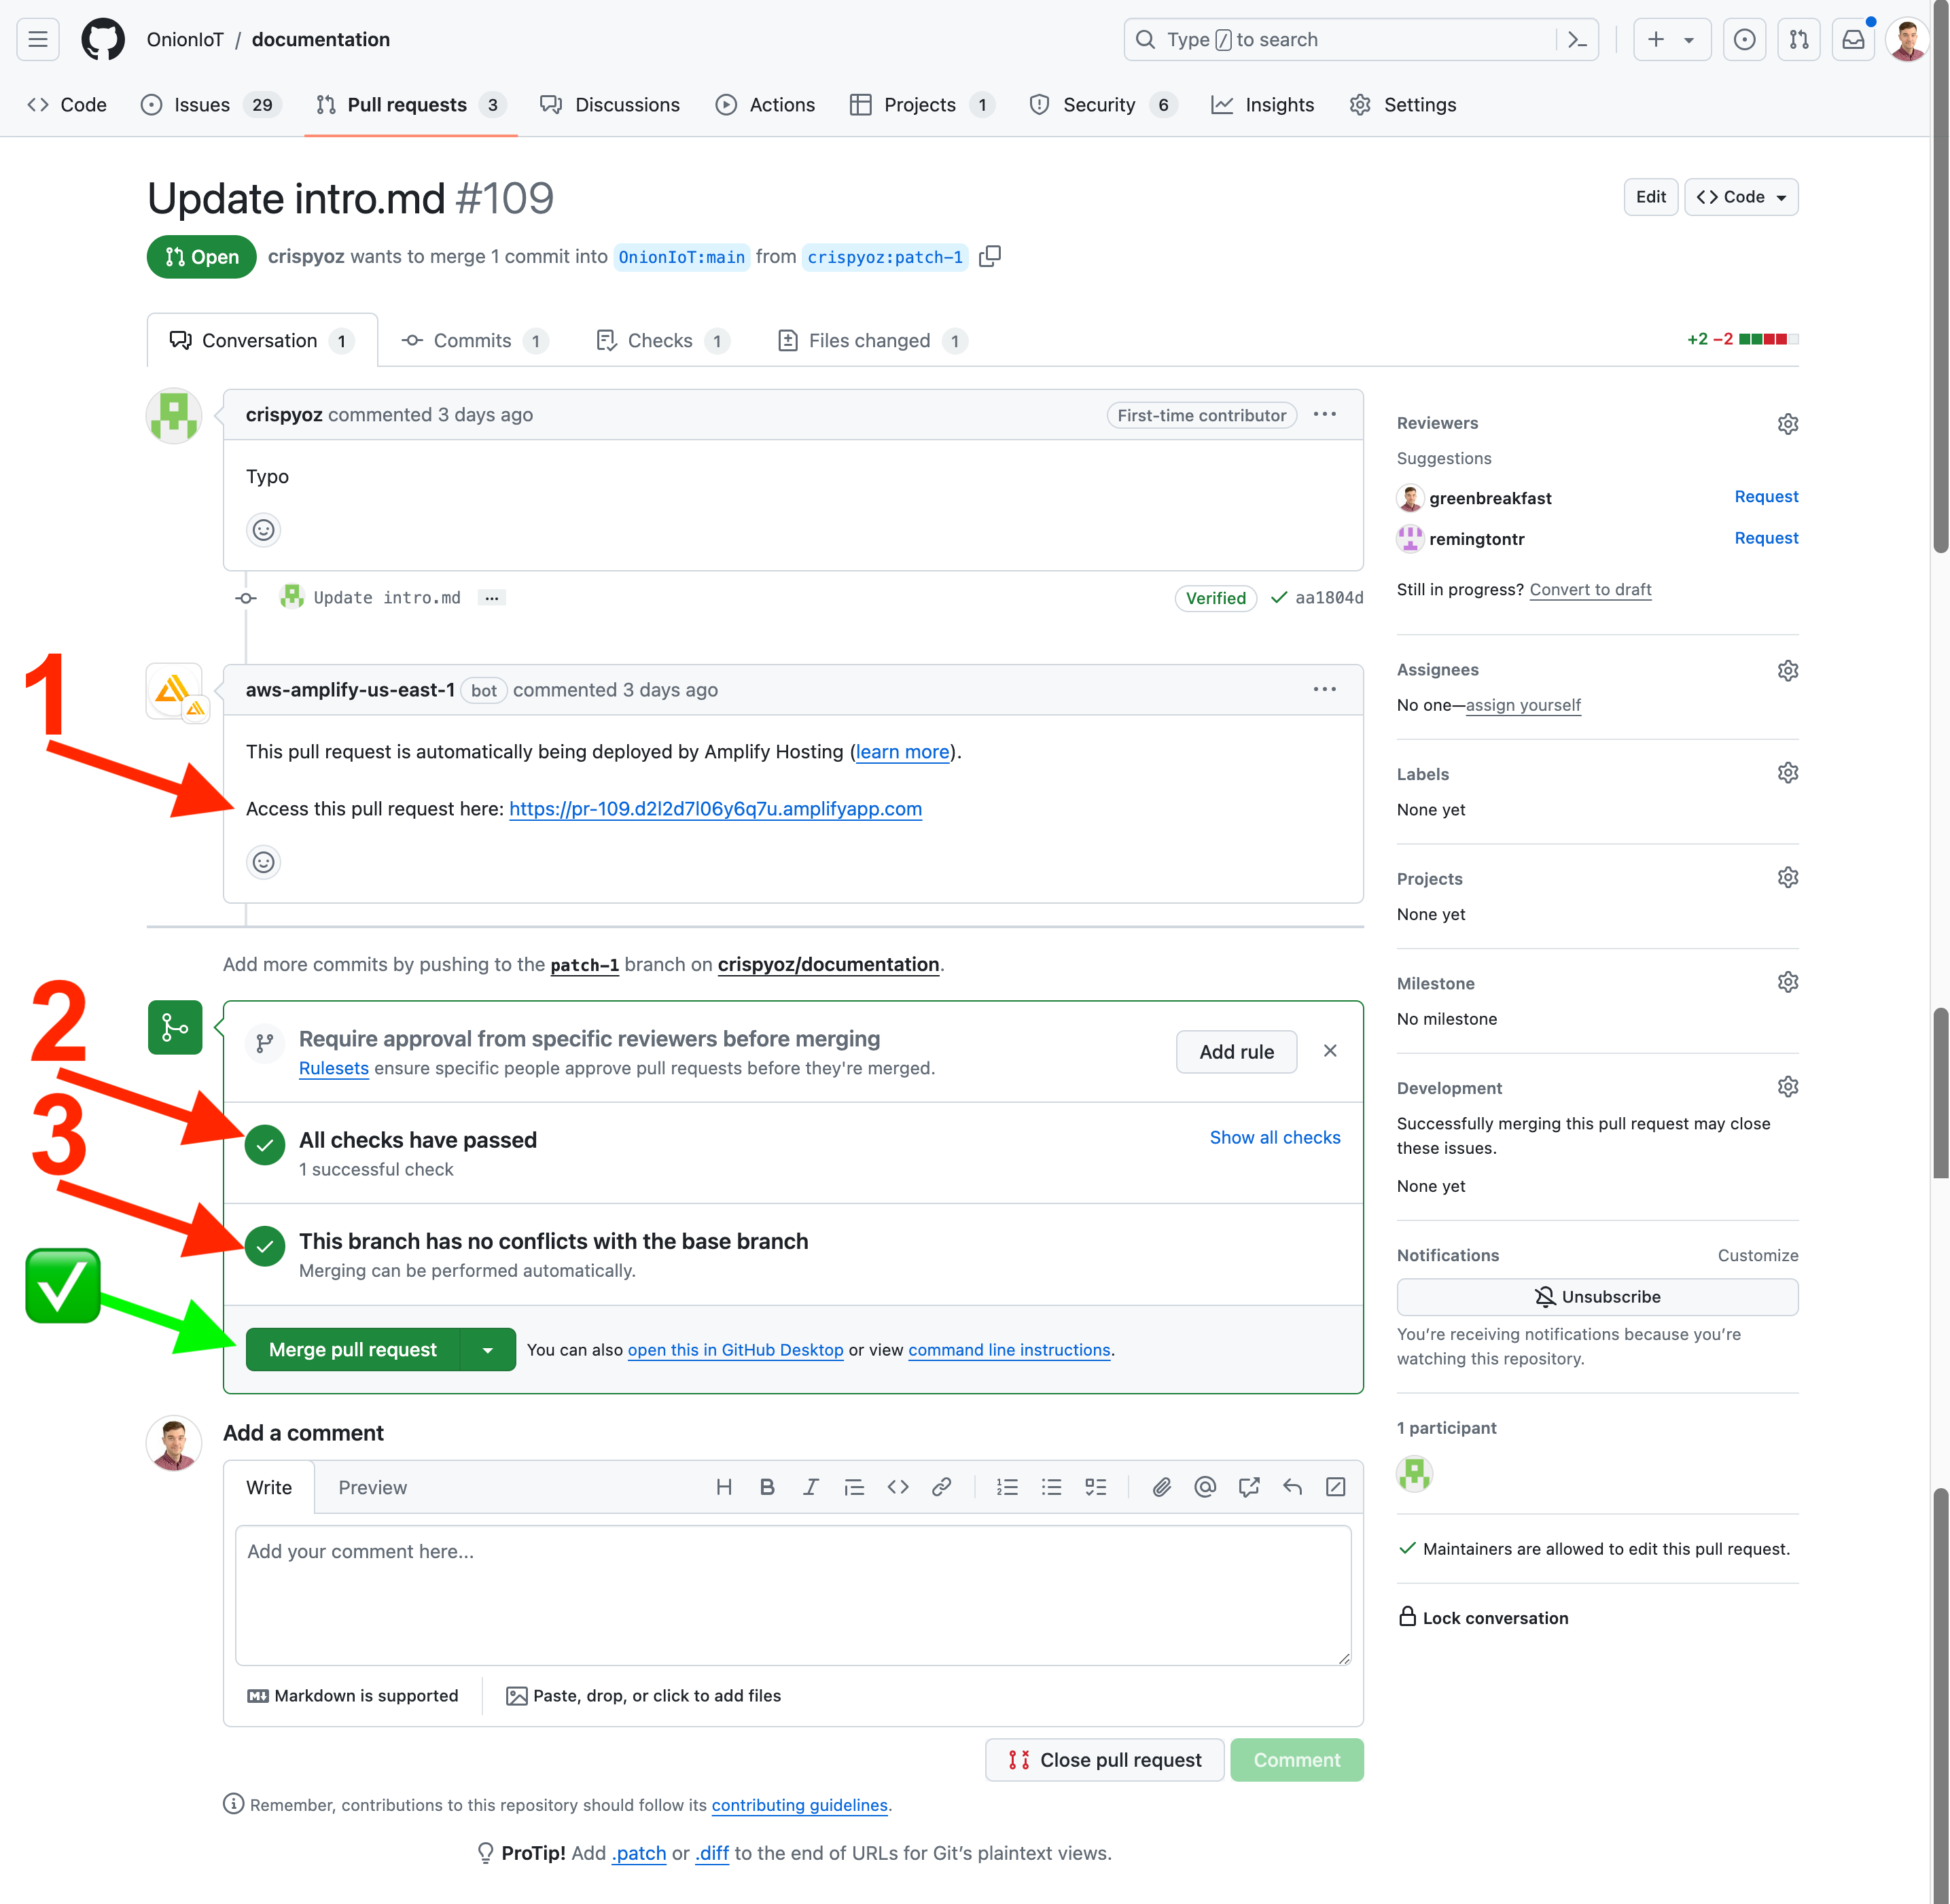 OnionIoT / documentation
Type / to search
Code
Issues 29
Pull requests 3
Discussions
Actions
Projects 1
Security 6
Insights
Settings
Update intro.md #109
Edit
<> Code
Open
crispyoz wants to merge 1 commit into OnionIoT:main from crispyoz:patch-1
Conversation 1
Commits 1
Checks 1
Files changed 1
+2 −2
crispyoz commented 3 days ago
First-time contributor
Typo
Update intro.md
Verified
aa1804d
1
aws-amplify-us-east-1 bot commented 3 days ago
This pull request is automatically being deployed by Amplify Hosting (learn more).
Access this pull request here: https://pr-109.d2l2d7l06y6q7u.amplifyapp.com
Add more commits by pushing to the patch-1 branch on crispyoz/documentation.
2
Require approval from specific reviewers before merging
Rulesets ensure specific people approve pull requests before they're merged.
Add rule
3
All checks have passed
1 successful check
Show all checks
This branch has no conflicts with the base branch
Merging can be performed automatically.
Merge pull request
You can also open this in GitHub Desktop or view command line instructions.
Add a comment
Write
Preview
Add your comment here...
Markdown is supported
Paste, drop, or click to add files
Close pull request
Comment
Remember, contributions to this repository should follow its contributing guidelines.
ProTip! Add .patch or .diff to the end of URLs for Git’s plaintext views.
Reviewers
Suggestions
greenbreakfast
Request
remingtontr
Request
Still in progress? Convert to draft
Assignees
No one—assign yourself
Labels
None yet
Projects
None yet
Milestone
No milestone
Development
Successfully merging this pull request may close
these issues.
None yet
Notifications
Customize
Unsubscribe
You’re receiving notifications because you’re
watching this repository.
1 participant
Maintainers are allowed to edit this pull request.
Lock conversation